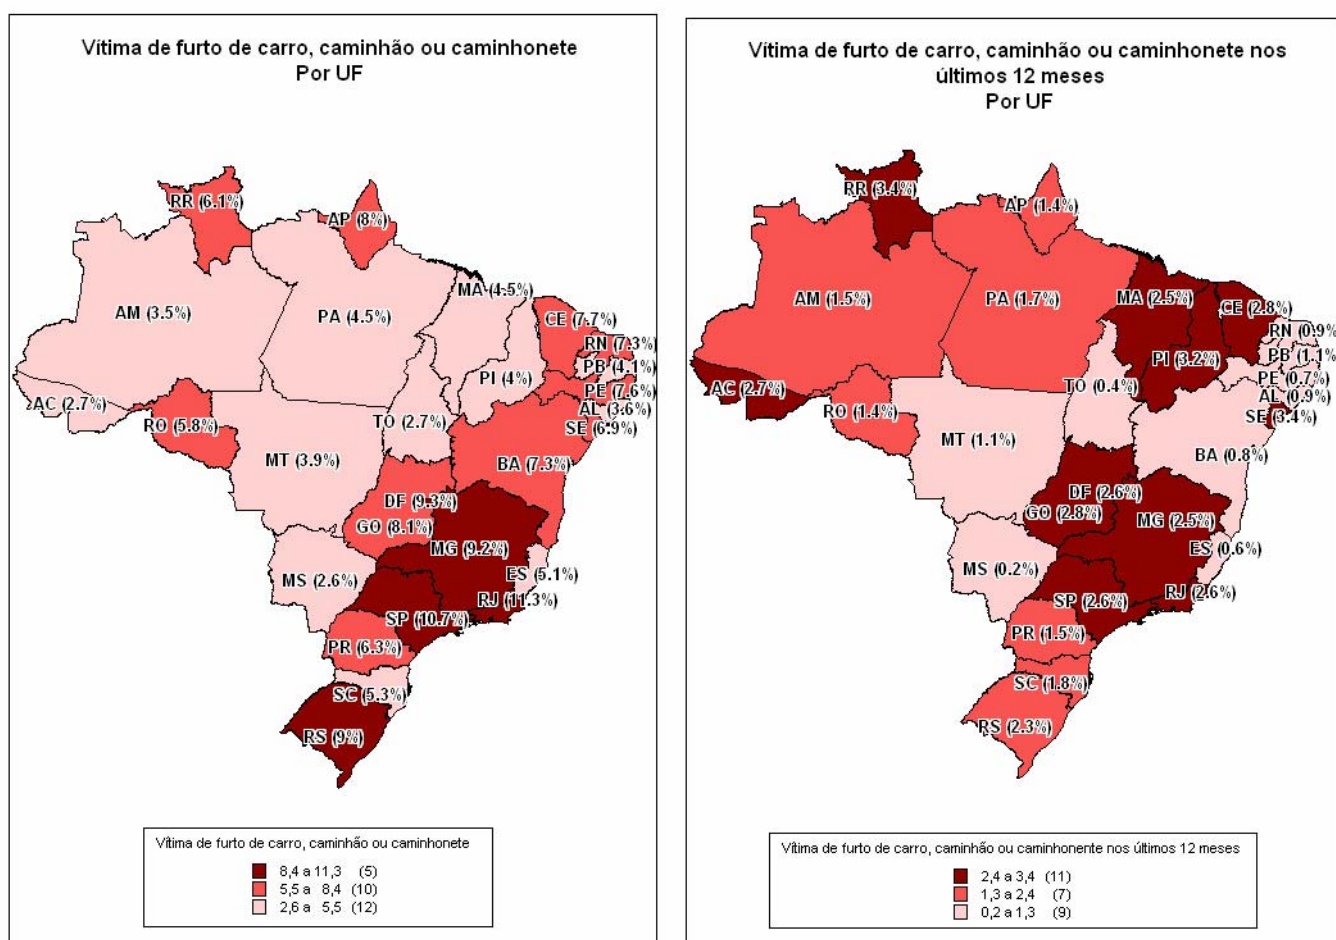 Vítima de furto de carro, caminhão ou caminhonete
Por UF
RR (6.1%)
AP (8%)
AM (3.5%)
PA (4.5%)
MA (4.5%)
CE (7.7%)
RN (7.3%)
PB (4.1%)
PI (4%)
PE (7.6%)
AC (2.7%)
AL (3.6%)
RO (5.8%)
TO (2.7%)
SE (6.9%)
MT (3.9%)
BA (7.3%)
DF (9.3%)
GO (8.1%)
MG (9.2%)
ES (5.1%)
MS (2.6%)
RJ (11.3%)
SP (10.7%)
PR (6.3%)
SC (5.3%)
RS (9%)
Vítima de furto de carro, caminhão ou caminhonete
8,4 a 11,3 (5)
5,5 a 8,4 (10)
2,6 a 5,5 (12)
Vítima de furto de carro, caminhão ou caminhonete nos
últimos 12 meses
Por UF
RR (3.4%)
AP (1.4%)
AM (1.5%)
PA (1.7%)
MA (2.5%)
CE (2.8%)
RN (0.9%)
PB (1.1%)
PI (3.2%)
PE (0.7%)
TO (0.4%)
AC (2.7%)
AL (0.9%)
RO (1.4%)
SE (3.4%)
MT (1.1%)
BA (0.8%)
DF (2.6%)
GO (2.8%)
MG (2.5%)
ES (0.6%)
MS (0.2%)
RJ (2.6%)
SP (2.6%)
PR (1.5%)
SC (1.8%)
RS (2.3%)
Vítima de furto de carro, caminhão ou caminhonente nos últimos 12 meses
2,4 a 3,4 (11)
1,3 a 2,4 (7)
0,2 a 1,3 (9)